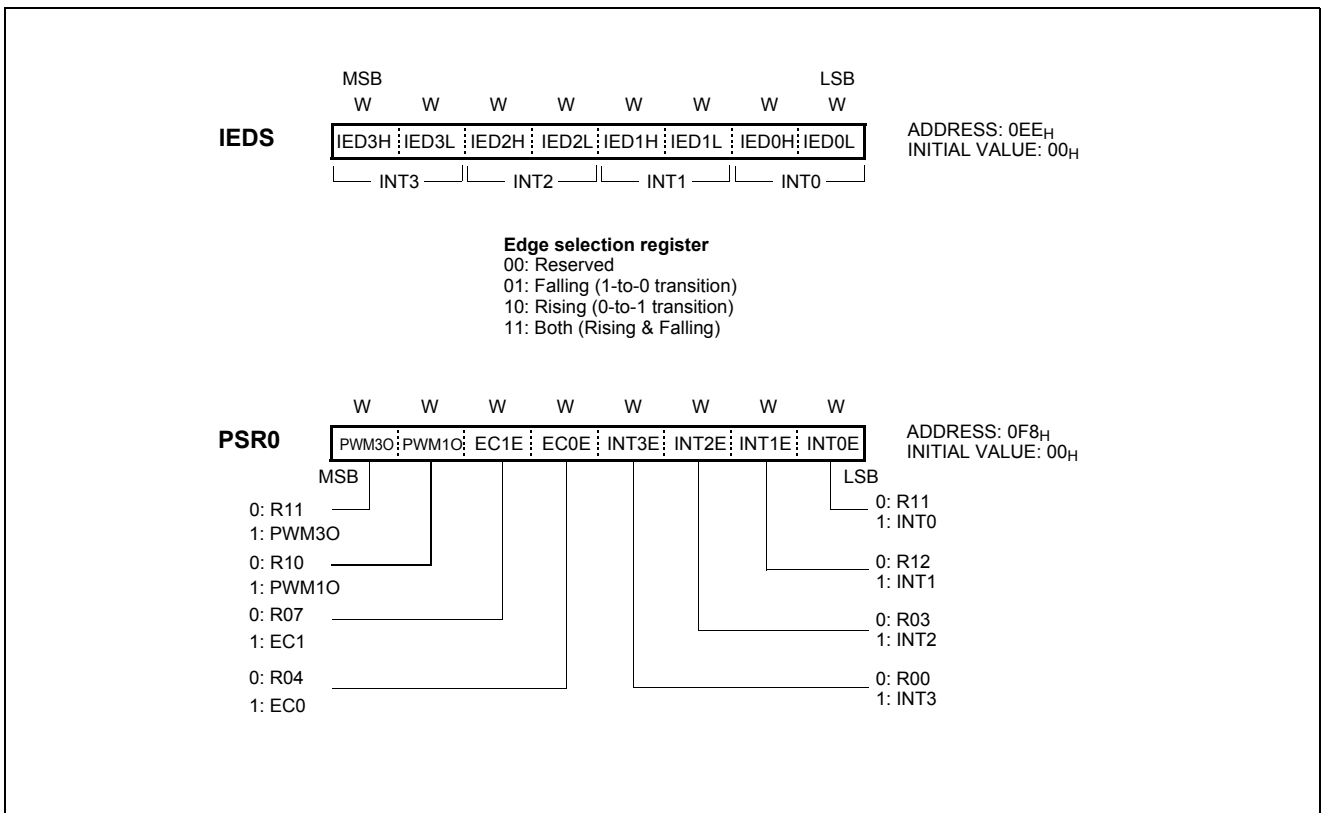 MSB LSB
W W W W W W W W
IEDS IED3H IED3L IED2H IED2L IED1H IED1L IED0H IED0L ADDRESS: 0EEH
INITIAL VALUE: 00H
INT3 INT2 INT1 INT0
Edge selection register
00: Reserved
01: Falling (1-to-0 transition)
10: Rising (0-to-1 transition)
11: Both (Rising & Falling)
W W W W W W W W
PSR0 PWM3O PWM1O EC1E EC0E INT3E INT2E INT1E INT0E ADDRESS: 0F8H
INITIAL VALUE: 00H
MSB LSB
0: R11
1: PWM3O
0: R10
1: PWM1O
0: R07
1: EC1
0: R04
1: EC0
0: R11
1: INT0
0: R12
1: INT1
0: R03
1: INT2
0: R00
1: INT3